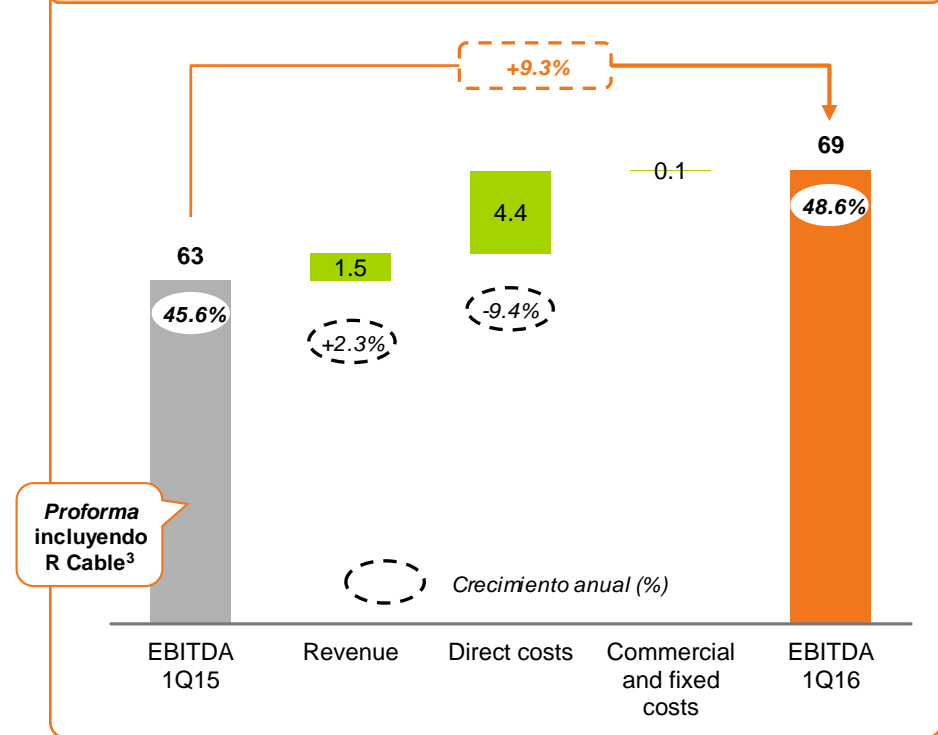 +9.3%
69
0.1
4.4
48.6%
63
1.5
45.6%
-9.4%
+2.3%
Proforma
incluyendo
R Cable³
Crecimiento anual (%)
EBITDA
1Q15
Revenue
Direct costs
Commercial
and fixed
costs
EBITDA
1Q16